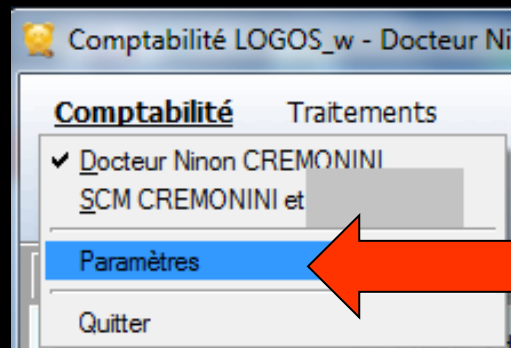 Comptabilité LOGOS_w - Docteur Ni
Comptabilité Traitements
✔ Docteur Ninon CREMONINI
SCM CREMONINI et
Paramètres
Quitter